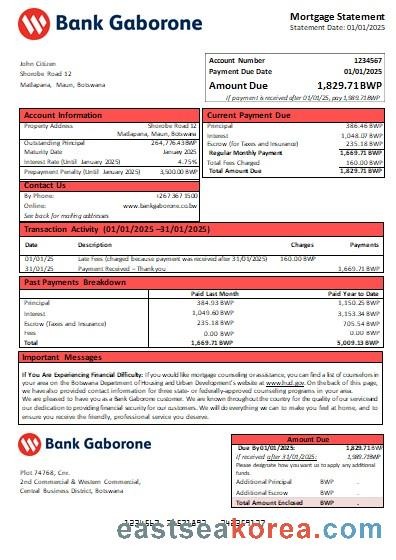 Bank Gaborone
Mortgage Statement
Statement Date: 01/01/2025
John Citizen
Shorobe Road 12
Matlapana, Maun, Botswana
Account Number 1234567
Payment Due Date 01/01/2025
Amount Due 1,829.71BWP
If payment is received after 01/01/25, pay 1,989.71BWP
Account Information
Property Address Shorobe Road 12
Matlapana, Maun, Botswana
Outstanding Principal 264,776.43BWP
Maturity Date January 2025
Interest Rate (Until January 2025) 4.75%
Prepayment Penalty (Until January 2025) 3,500.00 BWP
Contact Us
By Phone: +267 367 1500
Online: www.bankgaborone.co.bw
See back for mailing addresses
Current Payment Due
Principal 386.46 BWP
Interest 1,048.07 BWP
Escrow (for Taxes and Insurance) 235.18 BWP
Regular Monthly Payment 1,669.71 BWP
Total Fees Charged 160.00 BWP
Total Amount Due 1,829.71 BWP
Transaction Activity (01/01/2025 –31/01/2025)
Date Description Charges Payments
01/01/25 Late Fees (charged because payment was received after 31/01/2025) 160.00 BWP
31/01/25 Payment Received – Thank you 1,669.71 BWP
Past Payments Breakdown
Paid Last Month Paid Year to Date
Principal 384.93 BWP 1,150.25 BWP
Interest 1,049.60 BWP 3,153.34 BWP
Escrow (Taxes and Insurance) 235.18 BWP 705.54 BWP
Fees 0.00 BWP 0.00 BWP
Total 1,669.71 BWP 5,009.13 BWP
Important Messages
If You Are Experiencing Financial Difficulty: If you would like mortgage counseling or assistance, you can find a list of counselors in
your area on the Botswana Department of Housing and Urban Development's website at www.hud.gov. On the back of this page,
we have also provided contact information for three state- or federally-approved counseling programs in your area.
We are pleased to have you as a Bank Gaborone customer. We are known throughout the country for the quality of our service and
our dedication to providing financial security for our customers. We will do everything we can to make you feel at home, and to
ensure you receive the friendly, professional service you deserve.
Bank Gaborone
Plot 74768, Cnr.
2nd Commercial & Western Commercial,
Central Business District, Botswana
Amount Due
Due By 01/01/2025: 1,829.71BWP
If received after 31/01/2025: 1,989.71BWP
Please designate how you want us to apply any additional
funds.
Additional Principal BWP .
Additional Escrow BWP .
Total Amount Enclosed BWP .
eastseakorea.com